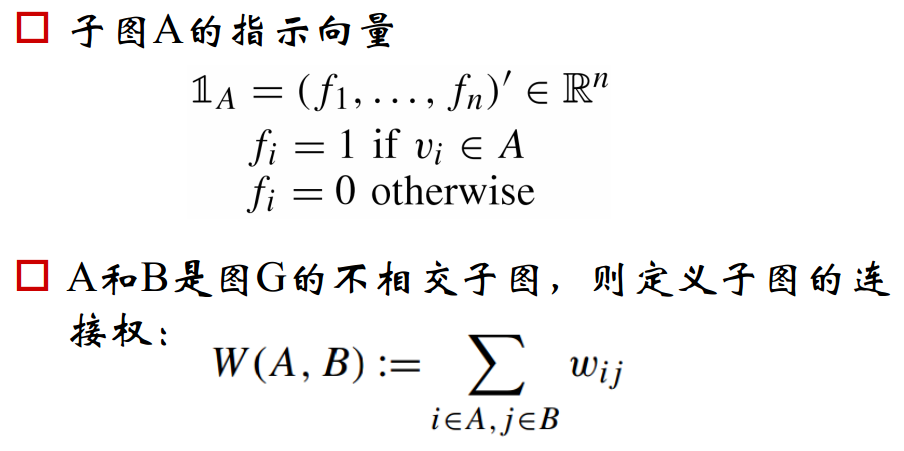 子图A的指示向量
𝟙_A = (f_1, . . . , f_n)′ ∈ ℝ^n
f_i = 1 if v_i ∈ A
f_i = 0 otherwise
A和B是图G的不相交子图，则定义子图的连
接权：
W(A, B) := ∑_{i∈A, j∈B} w_{ij}